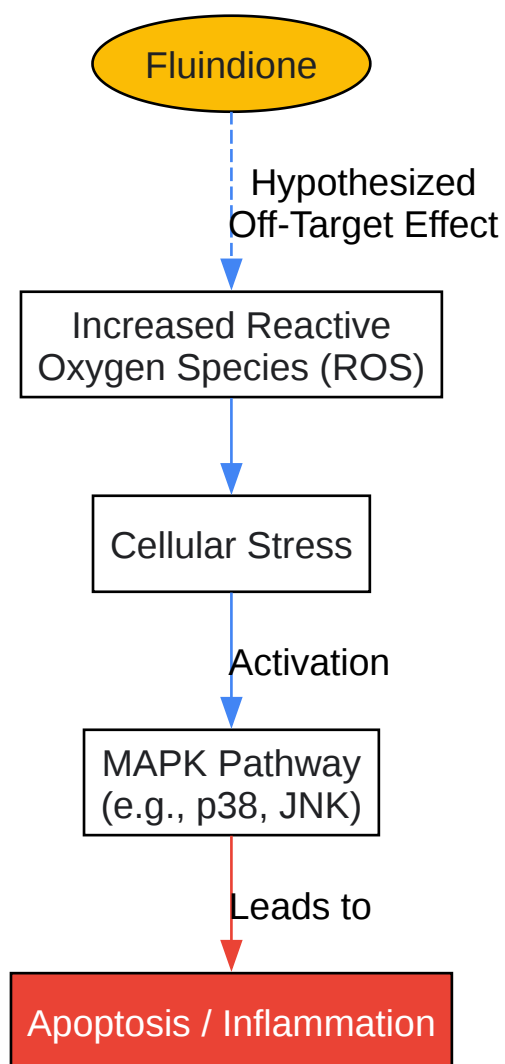 Fluindione
Hypothesized
Off-Target Effect
Increased Reactive
Oxygen Species (ROS)
Cellular Stress
Activation
MAPK Pathway
(e.g., p38, JNK)
Leads to
Apoptosis / Inflammation